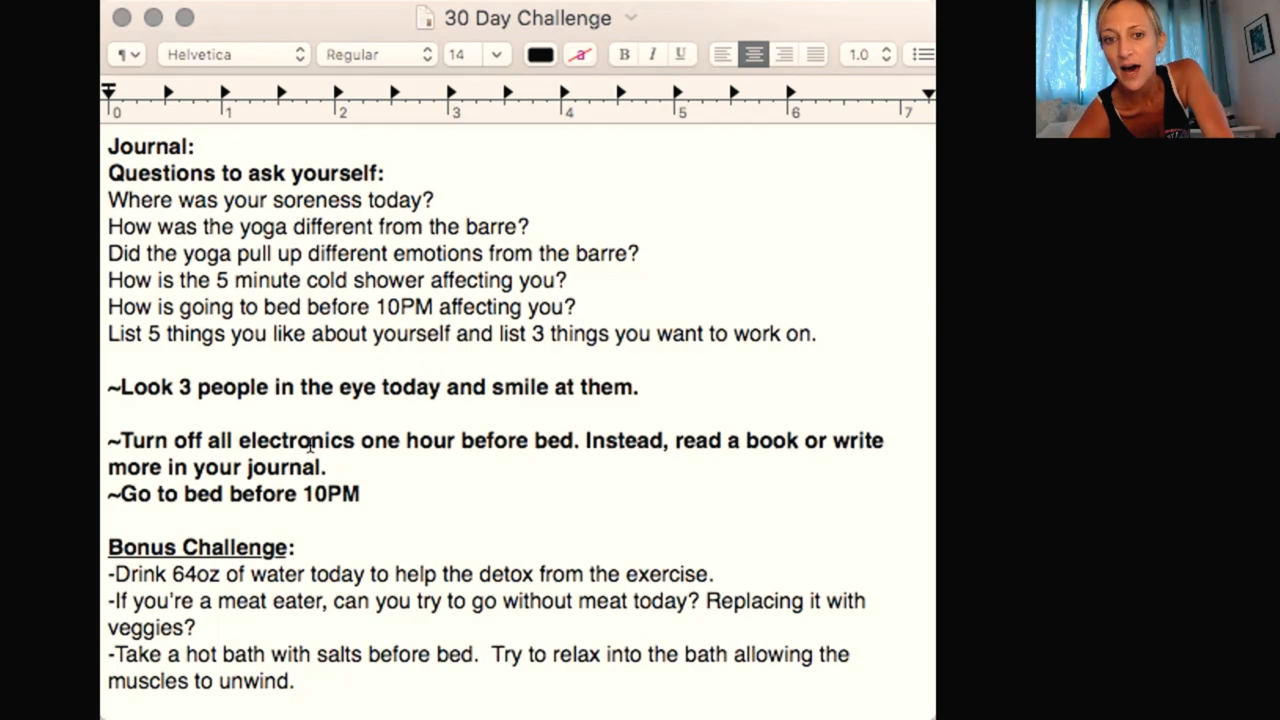 30 Day Challenge
¶ Helvetica Regular 14 a B I U 1.0
0 1 2 3 4 5 6 7
Journal:
Questions to ask yourself:
Where was your soreness today?
How was the yoga different from the barre?
Did the yoga pull up different emotions from the barre?
How is the 5 minute cold shower affecting you?
How is going to bed before 10PM affecting you?
List 5 things you like about yourself and list 3 things you want to work on.
~Look 3 people in the eye today and smile at them.
~Turn off all electronics one hour before bed. Instead, read a book or write
more in your journal.
~Go to bed before 10PM
Bonus Challenge:
-Drink 64oz of water today to help the detox from the exercise.
-If you’re a meat eater, can you try to go without meat today? Replacing it with
veggies?
-Take a hot bath with salts before bed.  Try to relax into the bath allowing the
muscles to unwind.